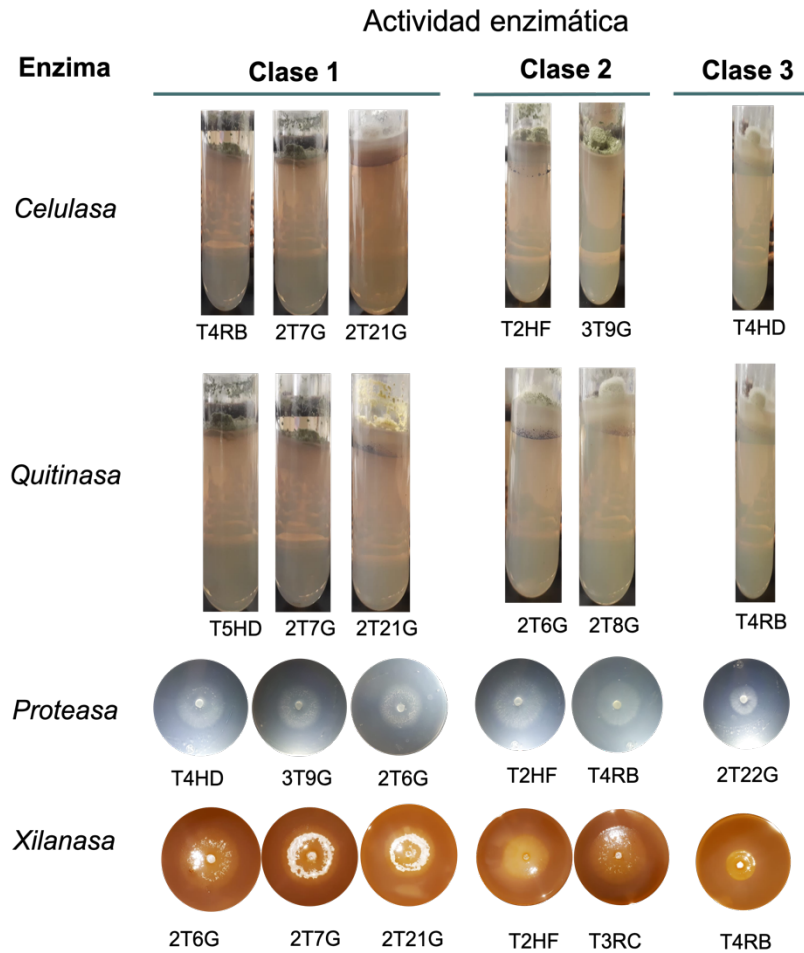 Actividad enzimática
Enzima Clase 1 Clase 2 Clase 3
Celulasa
T4RB 2T7G 2T21G T2HF 3T9G T4HD
Quitinasa
T5HD 2T7G 2T21G 2T6G 2T8G T4RB
Proteasa
T4HD 3T9G 2T6G T2HF T4RB 2T22G
Xilanasa
2T6G 2T7G 2T21G T2HF T3RC T4RB